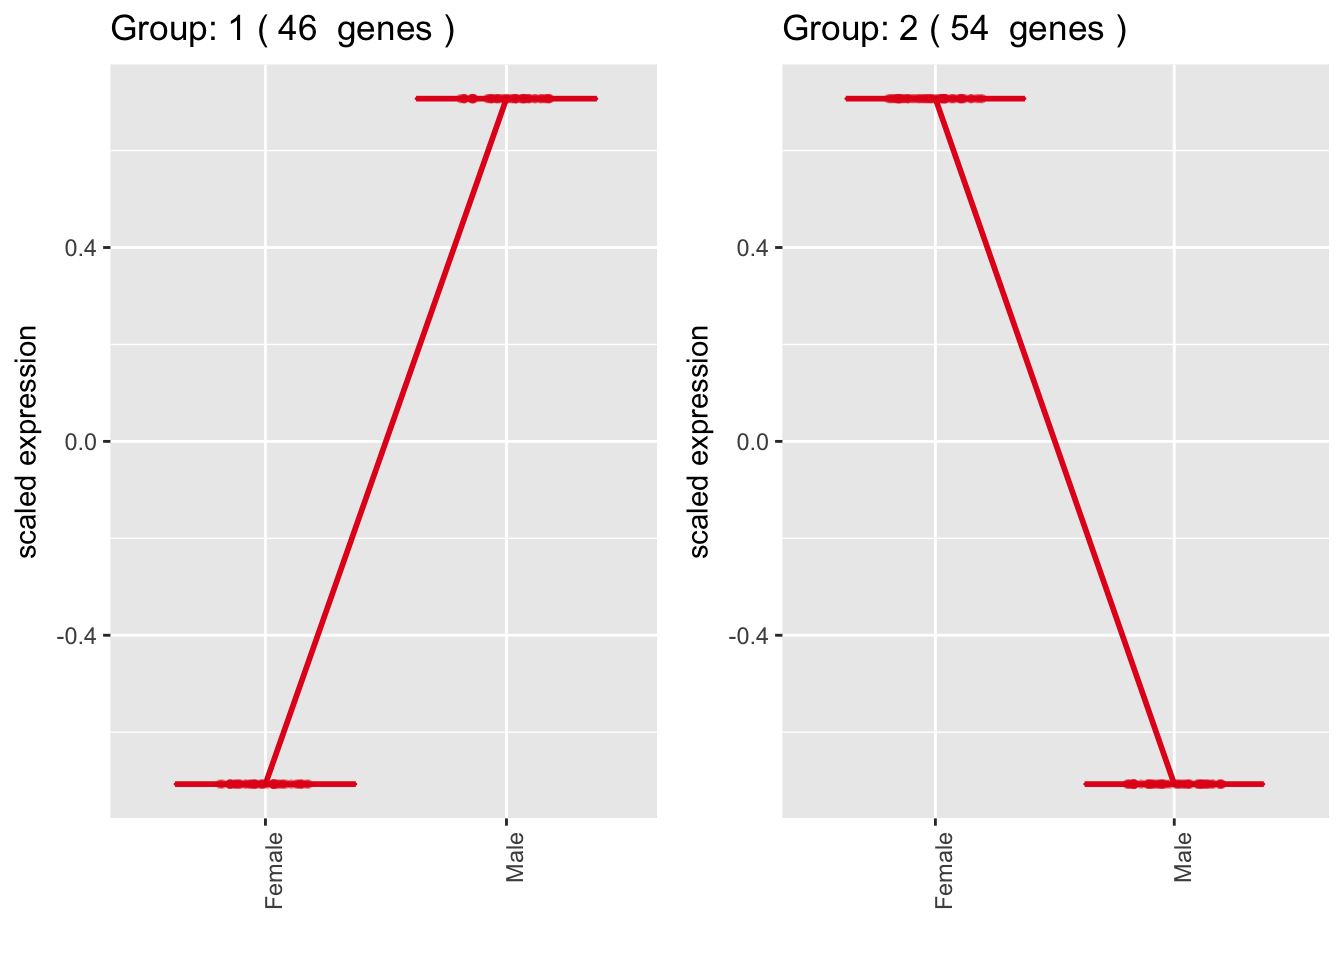 Group: 1 ( 46  genes )
scaled expression
0.4
0.0
-0.4
Female
Male
Group: 2 ( 54  genes )
scaled expression
0.4
0.0
-0.4
Female
Male